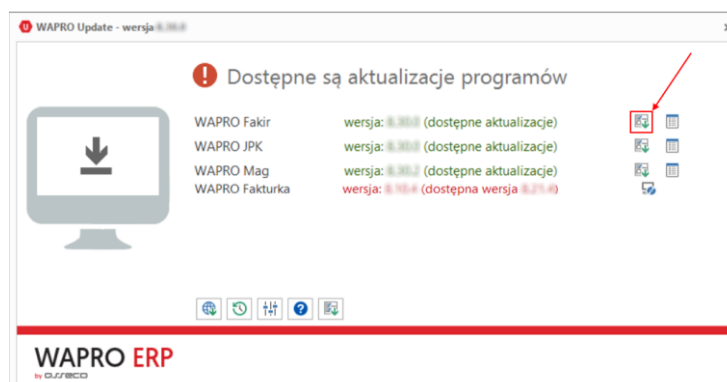 WAPRO Update - wersja
Dostępne są aktualizacje programów
WAPRO Fakir wersja: (dostępne aktualizacje)
WAPRO JPK wersja: (dostępne aktualizacje)
WAPRO Mag wersja: (dostępne aktualizacje)
WAPRO Fakturka wersja: (dostępna wersja )
WAPRO ERP
by asseco